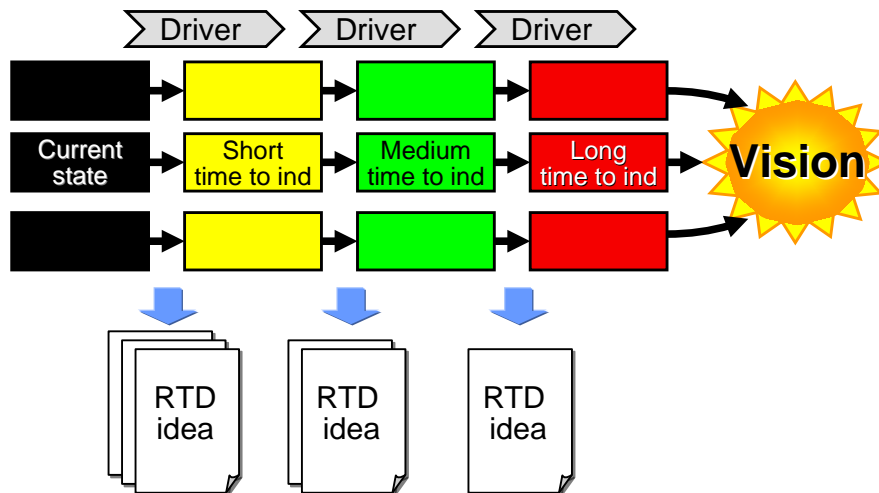 Driver
Driver
Driver
Current
state
Short
time to ind
Medium
time to ind
Long
time to ind
Vision
RTD
idea
RTD
idea
RTD
idea